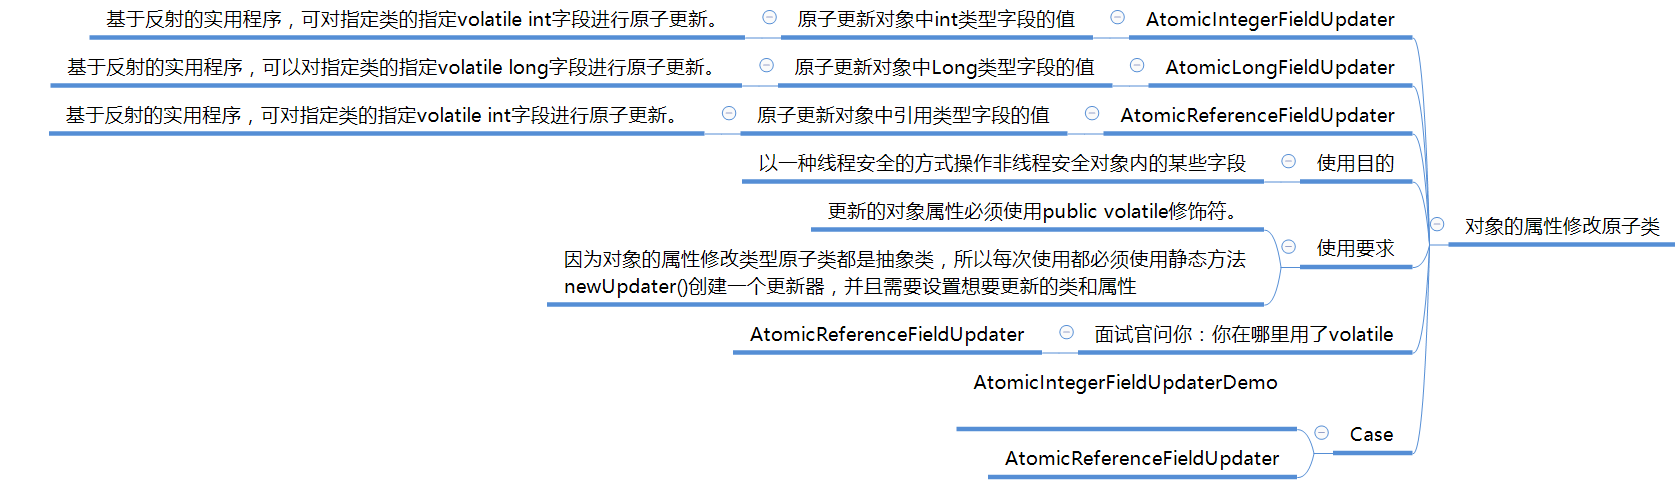 基于反射的实用程序，可对指定类的指定volatile int字段进行原子更新。 原子更新对象中int类型字段的值 AtomicIntegerFieldUpdater
基于反射的实用程序，可以对指定类的指定volatile long字段进行原子更新。 原子更新对象中Long类型字段的值 AtomicLongFieldUpdater
基于反射的实用程序，可对指定类的指定volatile int字段进行原子更新。 原子更新对象中引用类型字段的值 AtomicReferenceFieldUpdater
以一种线程安全的方式操作非线程安全对象内的某些字段 使用目的
更新的对象属性必须使用public volatile修饰符。
对象的属性修改原子类
使用要求
因为对象的属性修改类型原子类都是抽象类，所以每次使用都必须使用静态方法
newUpdater()创建一个更新器，并且需要设置想要更新的类和属性
AtomicReferenceFieldUpdater 面试官问你：你在哪里用了volatile
AtomicIntegerFieldUpdaterDemo
Case
AtomicReferenceFieldUpdater